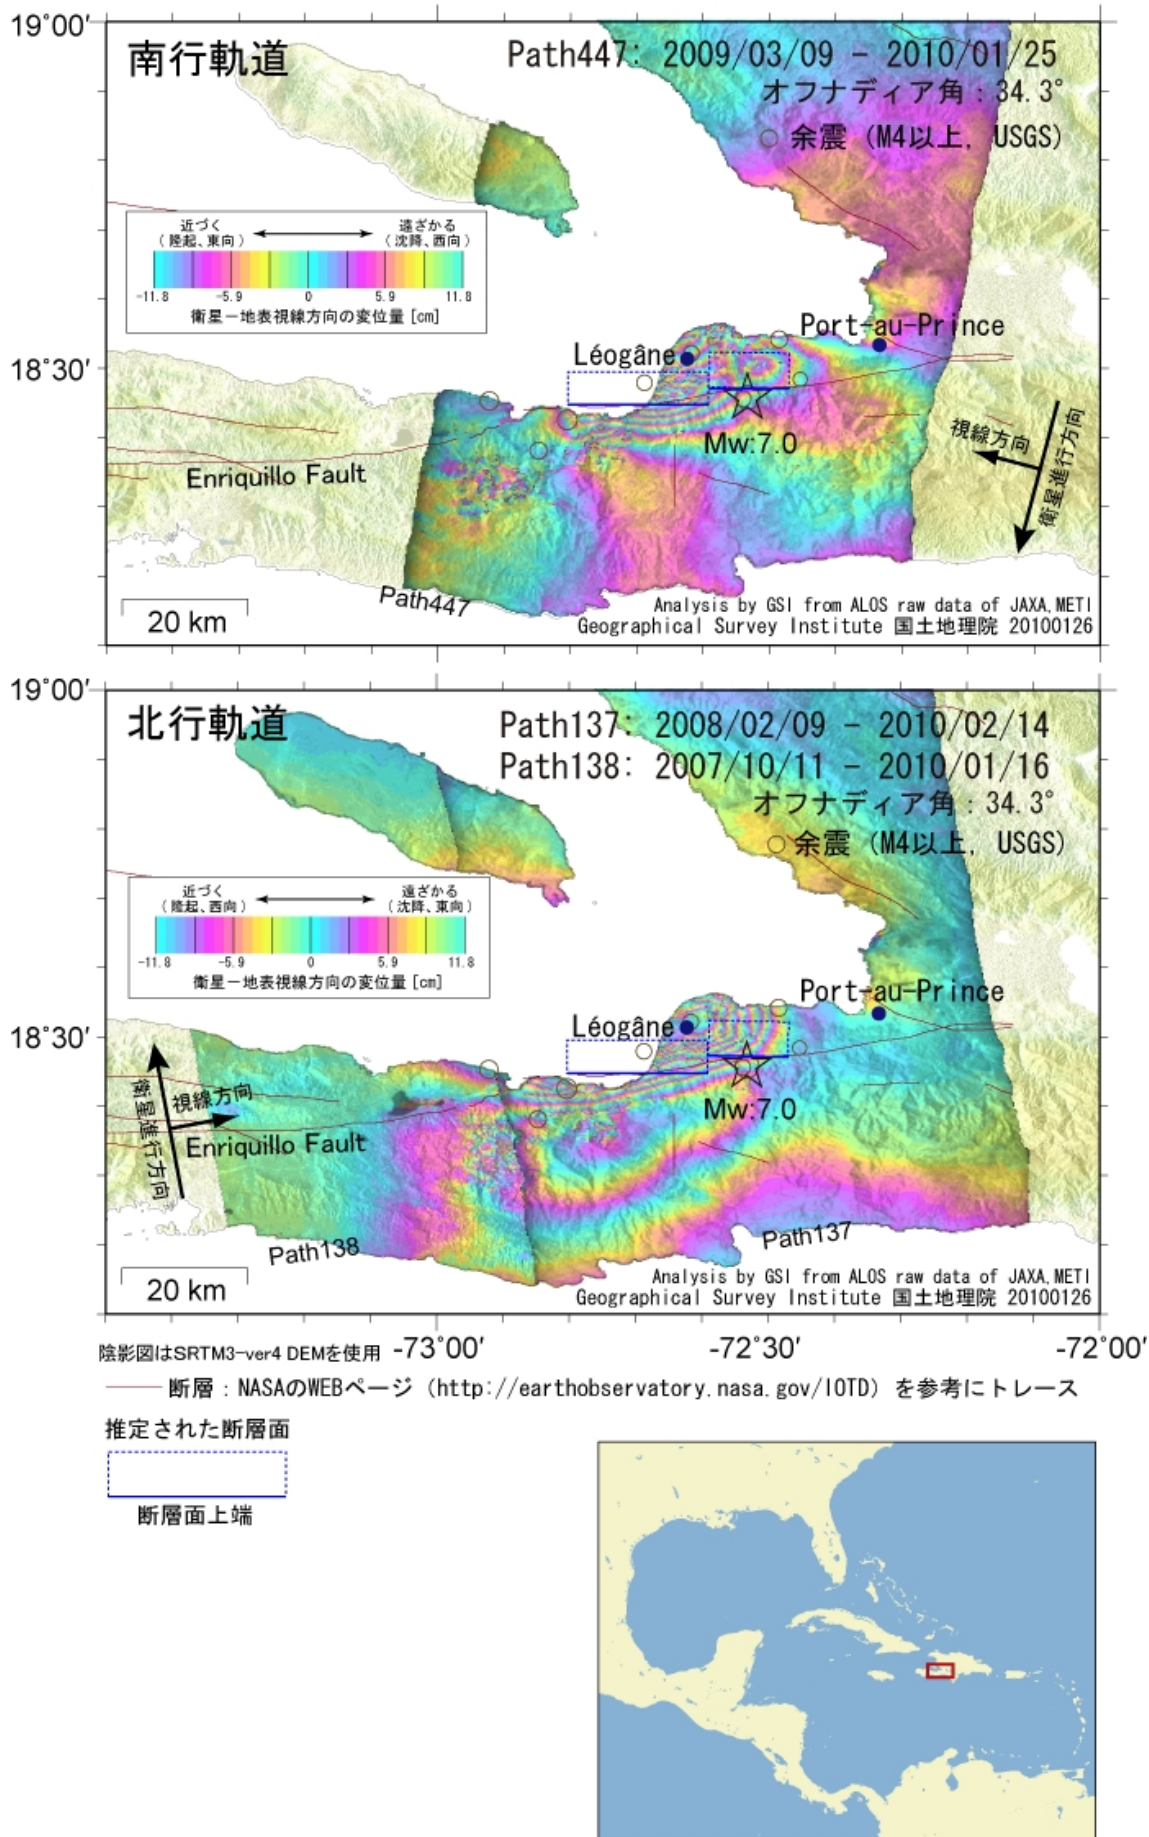 19°00′
南行軌道
Path447: 2009/03/09 - 2010/01/25
オフナディア角：34.3°
余震 (M4以上, USGS)
近づく
(隆起、東向)
遠ざかる
(沈降、西向)
-11.8 -5.9 0 5.9 11.8
衛星－地表視線方向の変位量 [cm]
Port-au-Prince
Léogâne
18°30′
Mw:7.0
Enriquillo Fault
視線方向
衛星進行方向
Path447
20 km
Analysis by GSI from ALOS raw data of JAXA,METI
Geographical Survey Institute 国土地理院 20100126
19°00′
北行軌道
Path137: 2008/02/09 - 2010/02/14
Path138: 2007/10/11 - 2010/01/16
オフナディア角：34.3°
余震 (M4以上, USGS)
近づく
(隆起、西向)
遠ざかる
(沈降、東向)
-11.8 -5.9 0 5.9 11.8
衛星－地表視線方向の変位量 [cm]
Port-au-Prince
Léogâne
18°30′
Mw:7.0
視線方向
衛星進行方向
Enriquillo Fault
Path138
Path137
20 km
Analysis by GSI from ALOS raw data of JAXA,METI
Geographical Survey Institute 国土地理院 20100126
陰影図はSRTM3-ver4 DEMを使用
-73°00′ -72°30′ -72°00′
断層：NASAのWEBページ (http://earthobservatory.nasa.gov/IOTD) を参考にトレース
推定された断層面
断層面上端